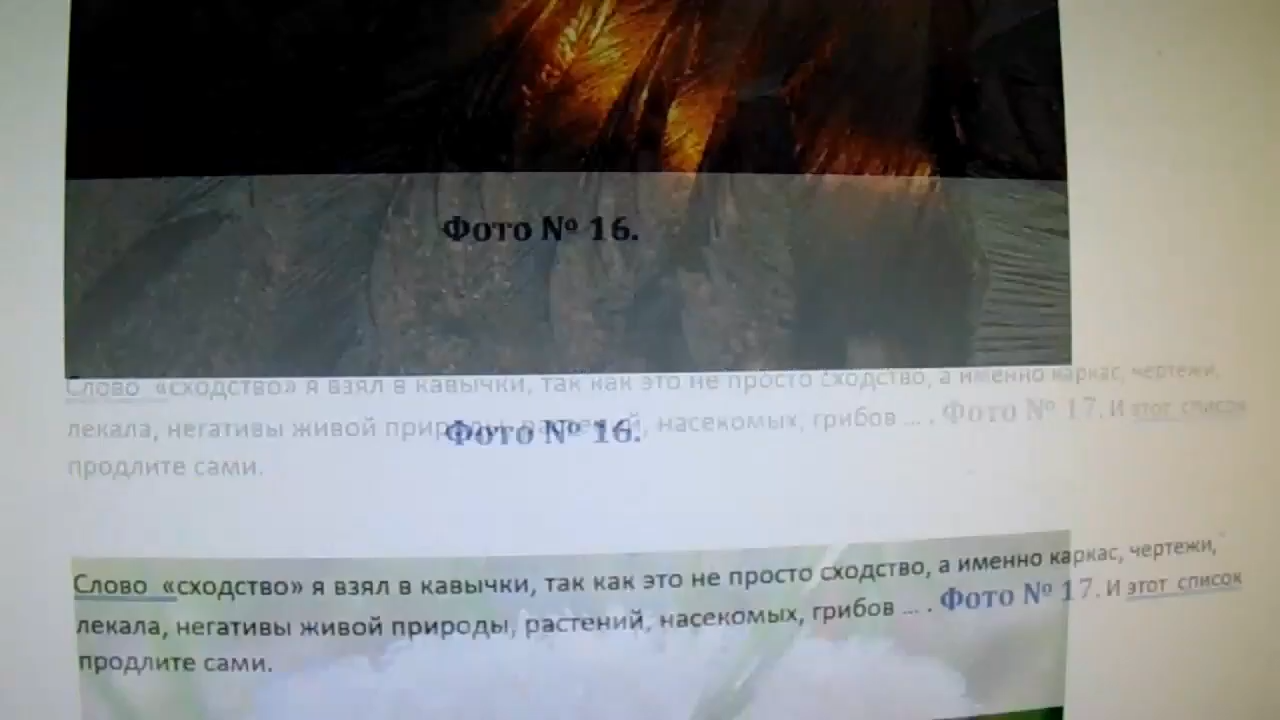 Фото № 16.
Слово «сходство» я взял в кавычки, так как это не просто сходство, а именно каркас, чертежи,
лекала, негативы живой природы, растений, насекомых, грибов ... . Фото № 17. И этот список
продлите сами.
Фото № 16.
Слово «сходство» я взял в кавычки, так как это не просто сходство, а именно каркас, чертежи,
лекала, негативы живой природы, растений, насекомых, грибов ... . Фото № 17. И этот список
продлите сами.